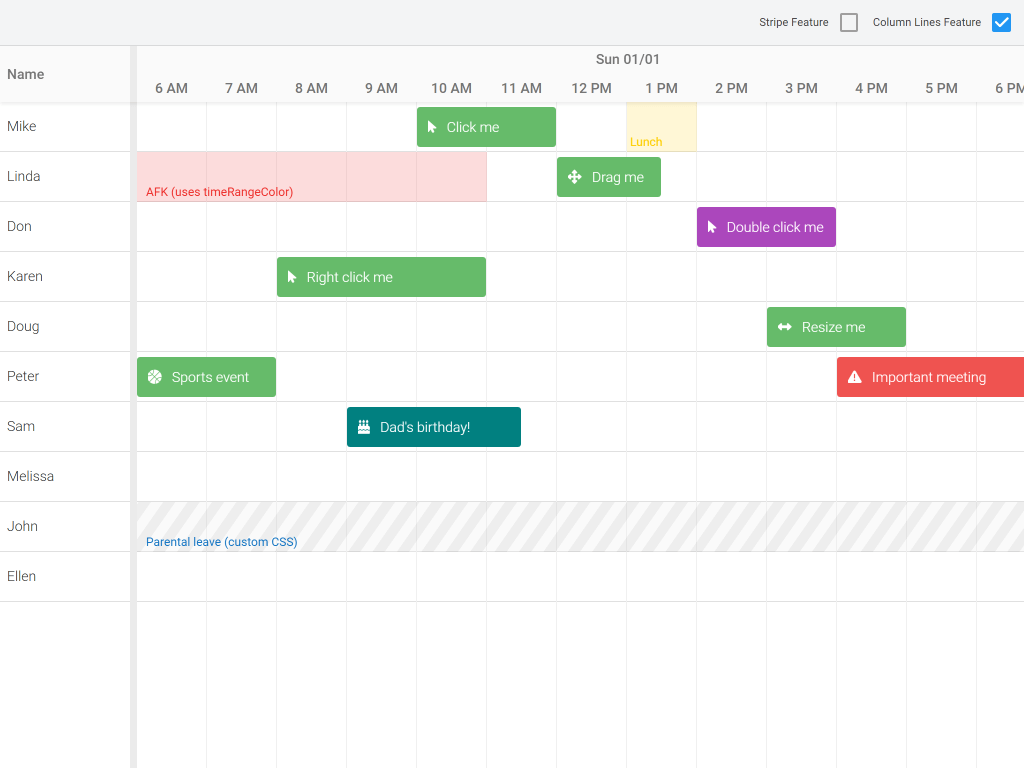 Stripe Feature Column Lines Feature
Name
Sun 01/01
6 AM 7 AM 8 AM 9 AM 10 AM 11 AM 12 PM 1 PM 2 PM 3 PM 4 PM 5 PM 6 PM
Mike
Click me
Lunch
Linda
AFK (uses timeRangeColor)
Drag me
Don
Double click me
Karen
Right click me
Doug
Resize me
Peter
Sports event
Important meeting
Sam
Dad's birthday!
Melissa
John
Parental leave (custom CSS)
Ellen